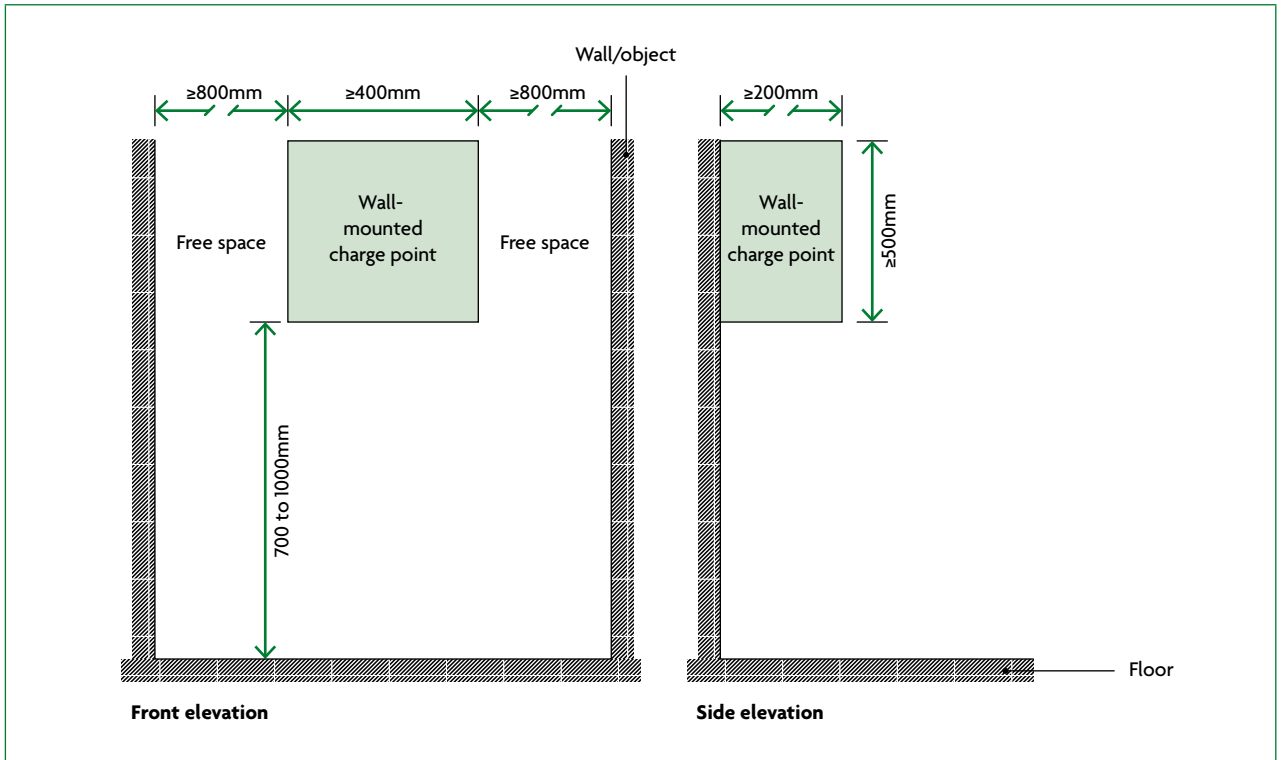 Wall/object
≥800mm
≥400mm
≥800mm
≥200mm
Wall-
mounted
charge point
Free space
Free space
Wall-
mounted
charge point
≥500mm
700 to 1000mm
Floor
Front elevation
Side elevation